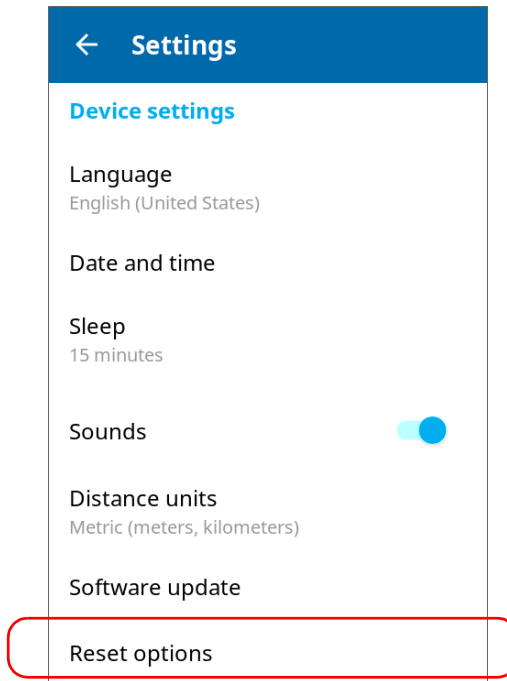 Settings
Device settings
Language
English (United States)
Date and time
Sleep
15 minutes
Sounds
Distance units
Metric (meters, kilometers)
Software update
Reset options